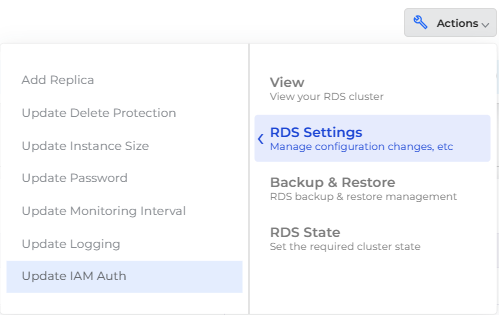 Actions
Add Replica
Update Delete Protection
Update Instance Size
Update Password
Update Monitoring Interval
Update Logging
Update IAM Auth
View
View your RDS cluster
RDS Settings
Manage configuration changes, etc
Backup & Restore
RDS backup & restore management
RDS State
Set the required cluster state